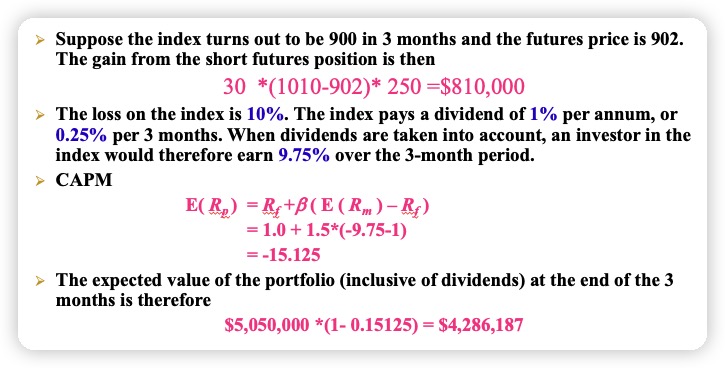 ➢ Suppose the index turns out to be 900 in 3 months and the futures price is 902.
The gain from the short futures position is then
30 *(1010-902)* 250 =$810,000
➢ The loss on the index is 10%. The index pays a dividend of 1% per annum, or
0.25% per 3 months. When dividends are taken into account, an investor in the
index would therefore earn 9.75% over the 3-month period.
➢ CAPM
E( Rp) = Rf +β( E ( Rm ) – Rf )
= 1.0 + 1.5*(-9.75-1)
= -15.125
➢ The expected value of the portfolio (inclusive of dividends) at the end of the 3
months is therefore
$5,050,000 *(1- 0.15125) = $4,286,187